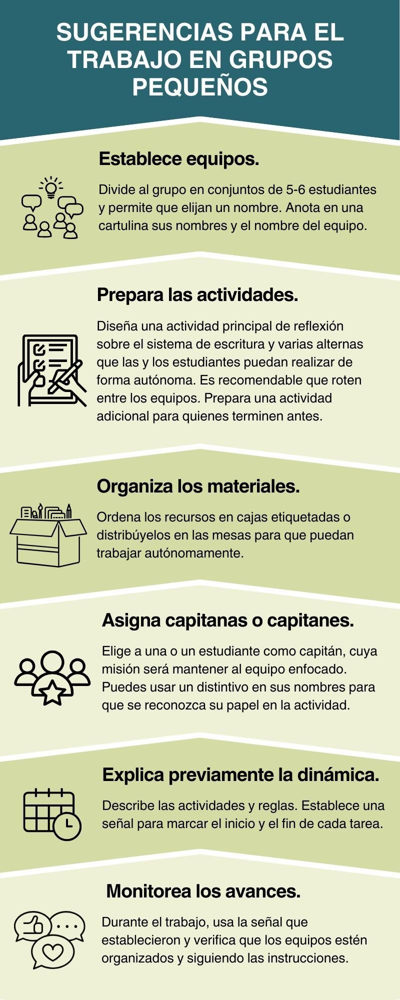 SUGERENCIAS PARA EL
TRABAJO EN GRUPOS
PEQUEÑOS
Establece equipos.
Divide al grupo en conjuntos de 5-6 estudiantes
y permite que elijan un nombre. Anota en una
cartulina sus nombres y el nombre del equipo.
Prepara las actividades.
Diseña una actividad principal de reflexión
sobre el sistema de escritura y varias alternas
que las y los estudiantes puedan realizar de
forma autónoma. Es recomendable que roten
entre los equipos. Prepara una actividad
adicional para quienes terminen antes.
Organiza los materiales.
Ordena los recursos en cajas etiquetadas o
distribúyelos en las mesas para que puedan
trabajar autónomamente.
Asigna capitanas o capitanes.
Elige a una o un estudiante como capitán, cuya
misión será mantener al equipo enfocado.
Puedes usar un distintivo en sus nombres para
que se reconozca su papel en la actividad.
Explica previamente la dinámica.
Describe las actividades y reglas. Establece una
señal para marcar el inicio y el fin de cada tarea.
Monitorea los avances.
Durante el trabajo, usa la señal que
establecieron y verifica que los equipos estén
organizados y siguiendo las instrucciones.